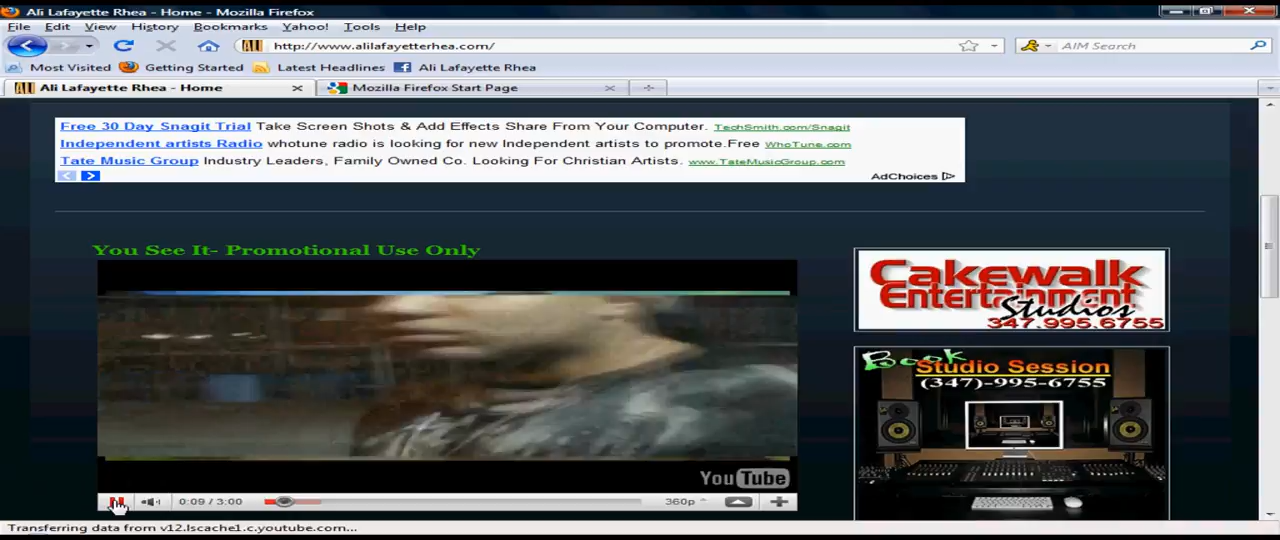 Ali Lafayette Rhea - Home - Mozilla Firefox
File Edit View History Bookmarks Yahoo! Tools Help
http://www.alilafayetterhea.com/ AIM Search
Most Visited Getting Started Latest Headlines Ali Lafayette Rhea
Ali Lafayette Rhea - Home Mozilla Firefox Start Page
Free 30 Day Snagit Trial Take Screen Shots & Add Effects Share From Your Computer. TechSmith.com/Snagit
Independent artists Radio whotune radio is looking for new Independent artists to promote.Free WhoTune.com
Tate Music Group Industry Leaders, Family Owned Co. Looking For Christian Artists. www.TateMusicGroup.com
AdChoices
You See It- Promotional Use Only
Cakewalk
Entertainment
Studios
347.995.6755
Book Studio Session
(347)-995-6755
YouTube
0:09 / 3:00 360p
Transferring data from v12.lscache1.c.youtube.com...